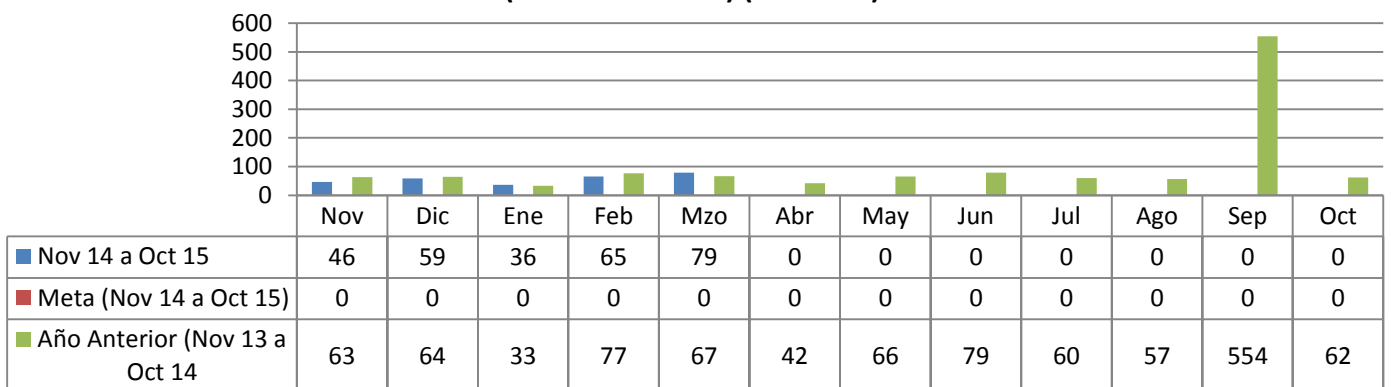 600
500
400
300
200
100
0
Nov Dic Ene Feb Mzo Abr May Jun Jul Ago Sep Oct
Nov 14 a Oct 15 46 59 36 65 79 0 0 0 0 0 0 0
Meta (Nov 14 a Oct 15) 0 0 0 0 0 0 0 0 0 0 0 0
Año Anterior (Nov 13 a
Oct 14 63 64 33 77 67 42 66 79 60 57 554 62